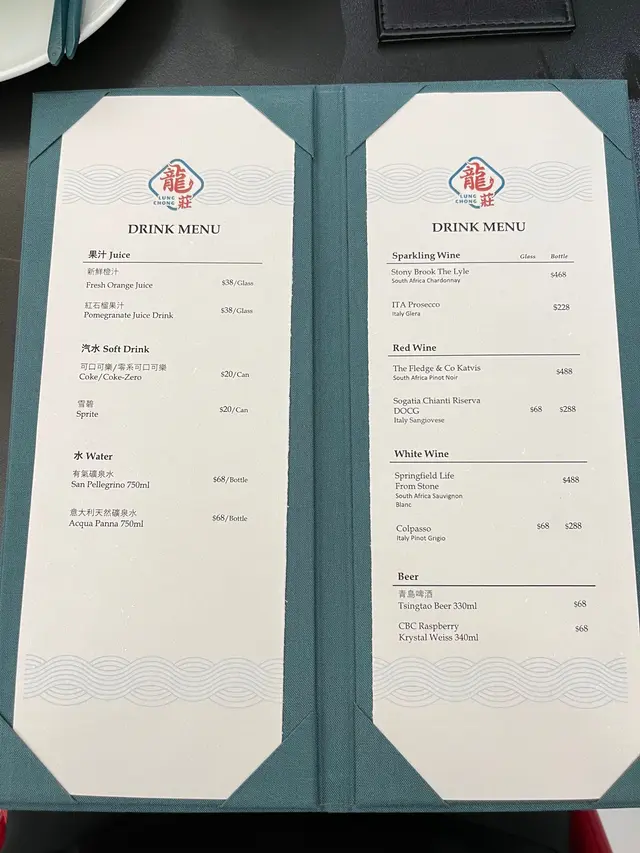 龍
LUNG
CHONG 莊
DRINK MENU
果汁 Juice
新鮮橙汁
Fresh Orange Juice $38/Glass
紅石榴果汁
Pomegranate Juice Drink $38/Glass
汽水 Soft Drink
可口可樂/零系可口可樂
Coke/Coke-Zero $20/Can
雪碧
Sprite $20/Can
水 Water
有氣礦泉水
San Pellegrino 750ml $68/Bottle
意大利天然礦泉水
Acqua Panna 750ml $68/Bottle
龍
LUNG
CHONG 莊
DRINK MENU
Sparkling Wine Glass Bottle
Stony Brook The Lyle $468
South Africa Chardonnay
ITA Prosecco $228
Italy Glera
Red Wine
The Fledge & Co Katvis $488
South Africa Pinot Noir
Sogatia Chianti Riserva
DOCG $68 $288
Italy Sangiovese
White Wine
Springfield Life
From Stone $488
South Africa Sauvignon
Blanc
Colpasso $68 $288
Italy Pinot Grigio
Beer
青島啤酒
Tsingtao Beer 330ml $68
CBC Raspberry
Krystal Weiss 340ml $68